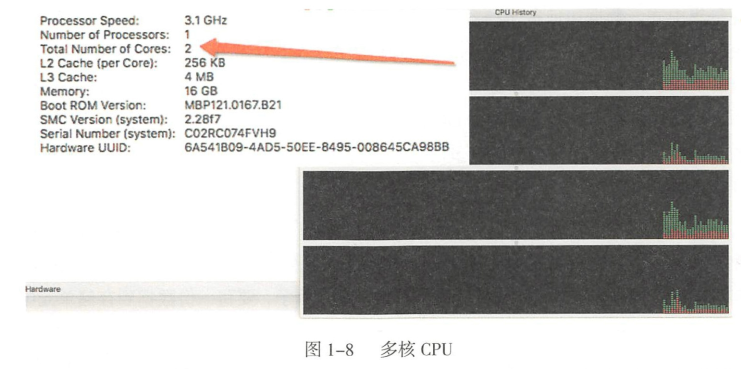 Processor Speed: 3.1 GHz
Number of Processors: 1
Total Number of Cores: 2
L2 Cache (per Core): 256 KB
L3 Cache: 4 MB
Memory: 16 GB
Boot ROM Version: MBP121.0167.B21
SMC Version (system): 2.28f7
Serial Number (system): C02RC074FVH9
Hardware UUID: 6A541B09-4AD5-50EE-8495-008645CA98BB
CPU History
Hardware
图 1-8 多核 CPU